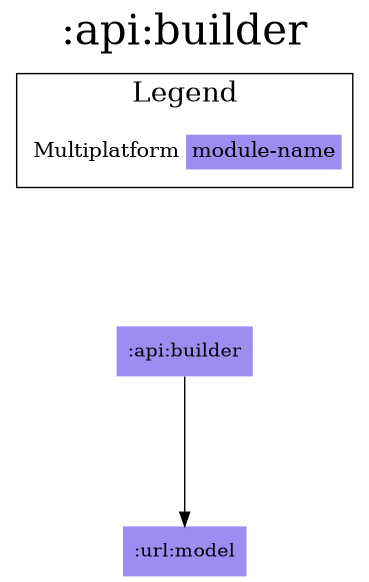 :api:builder
Legend
Multiplatform module-name
:api:builder
:url:model